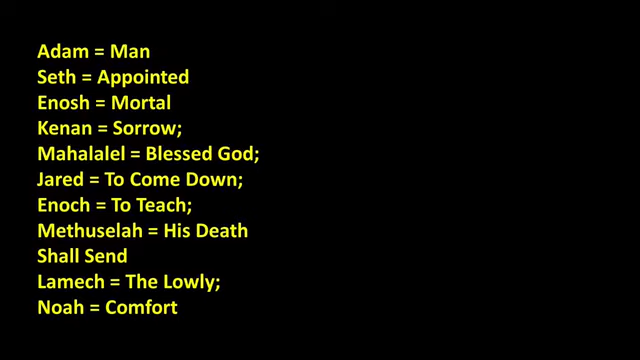 Adam = Man
Seth = Appointed
Enosh = Mortal
Kenan = Sorrow;
Mahalalel = Blessed God;
Jared = To Come Down;
Enoch = To Teach;
Methuselah = His Death
Shall Send
Lamech = The Lowly;
Noah = Comfort